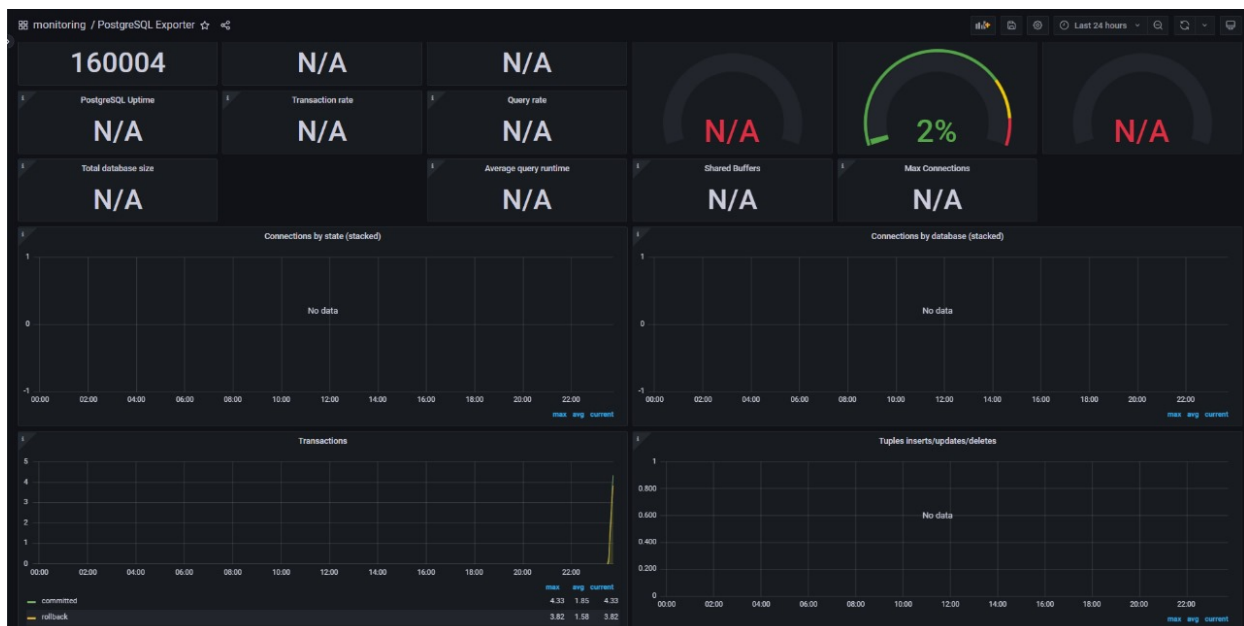 monitoring / PostgreSQL Exporter
Last 24 hours
160004
N/A
N/A
N/A
2%
N/A
PostgreSQL Uptime
N/A
Transaction rate
N/A
Query rate
N/A
Total database size
N/A
Average query runtime
N/A
Shared Buffers
N/A
Max Connections
N/A
Connections by state (stacked)
1
0
-1
No data
00:00 02:00 04:00 06:00 08:00 10:00 12:00 14:00 16:00 18:00 20:00 22:00
max avg current
Connections by database (stacked)
1
0
-1
No data
00:00 02:00 04:00 06:00 08:00 10:00 12:00 14:00 16:00 18:00 20:00 22:00
max avg current
Transactions
5
4
3
2
1
0
00:00 02:00 04:00 06:00 08:00 10:00 12:00 14:00 16:00 18:00 20:00 22:00
max avg current
committed 4.33 1.85 4.33
rollback 3.82 1.58 3.82
Tuples inserts/updates/deletes
1
0.800
0.600
0.400
0.200
0
No data
00:00 02:00 04:00 06:00 08:00 10:00 12:00 14:00 16:00 18:00 20:00 22:00
max avg current